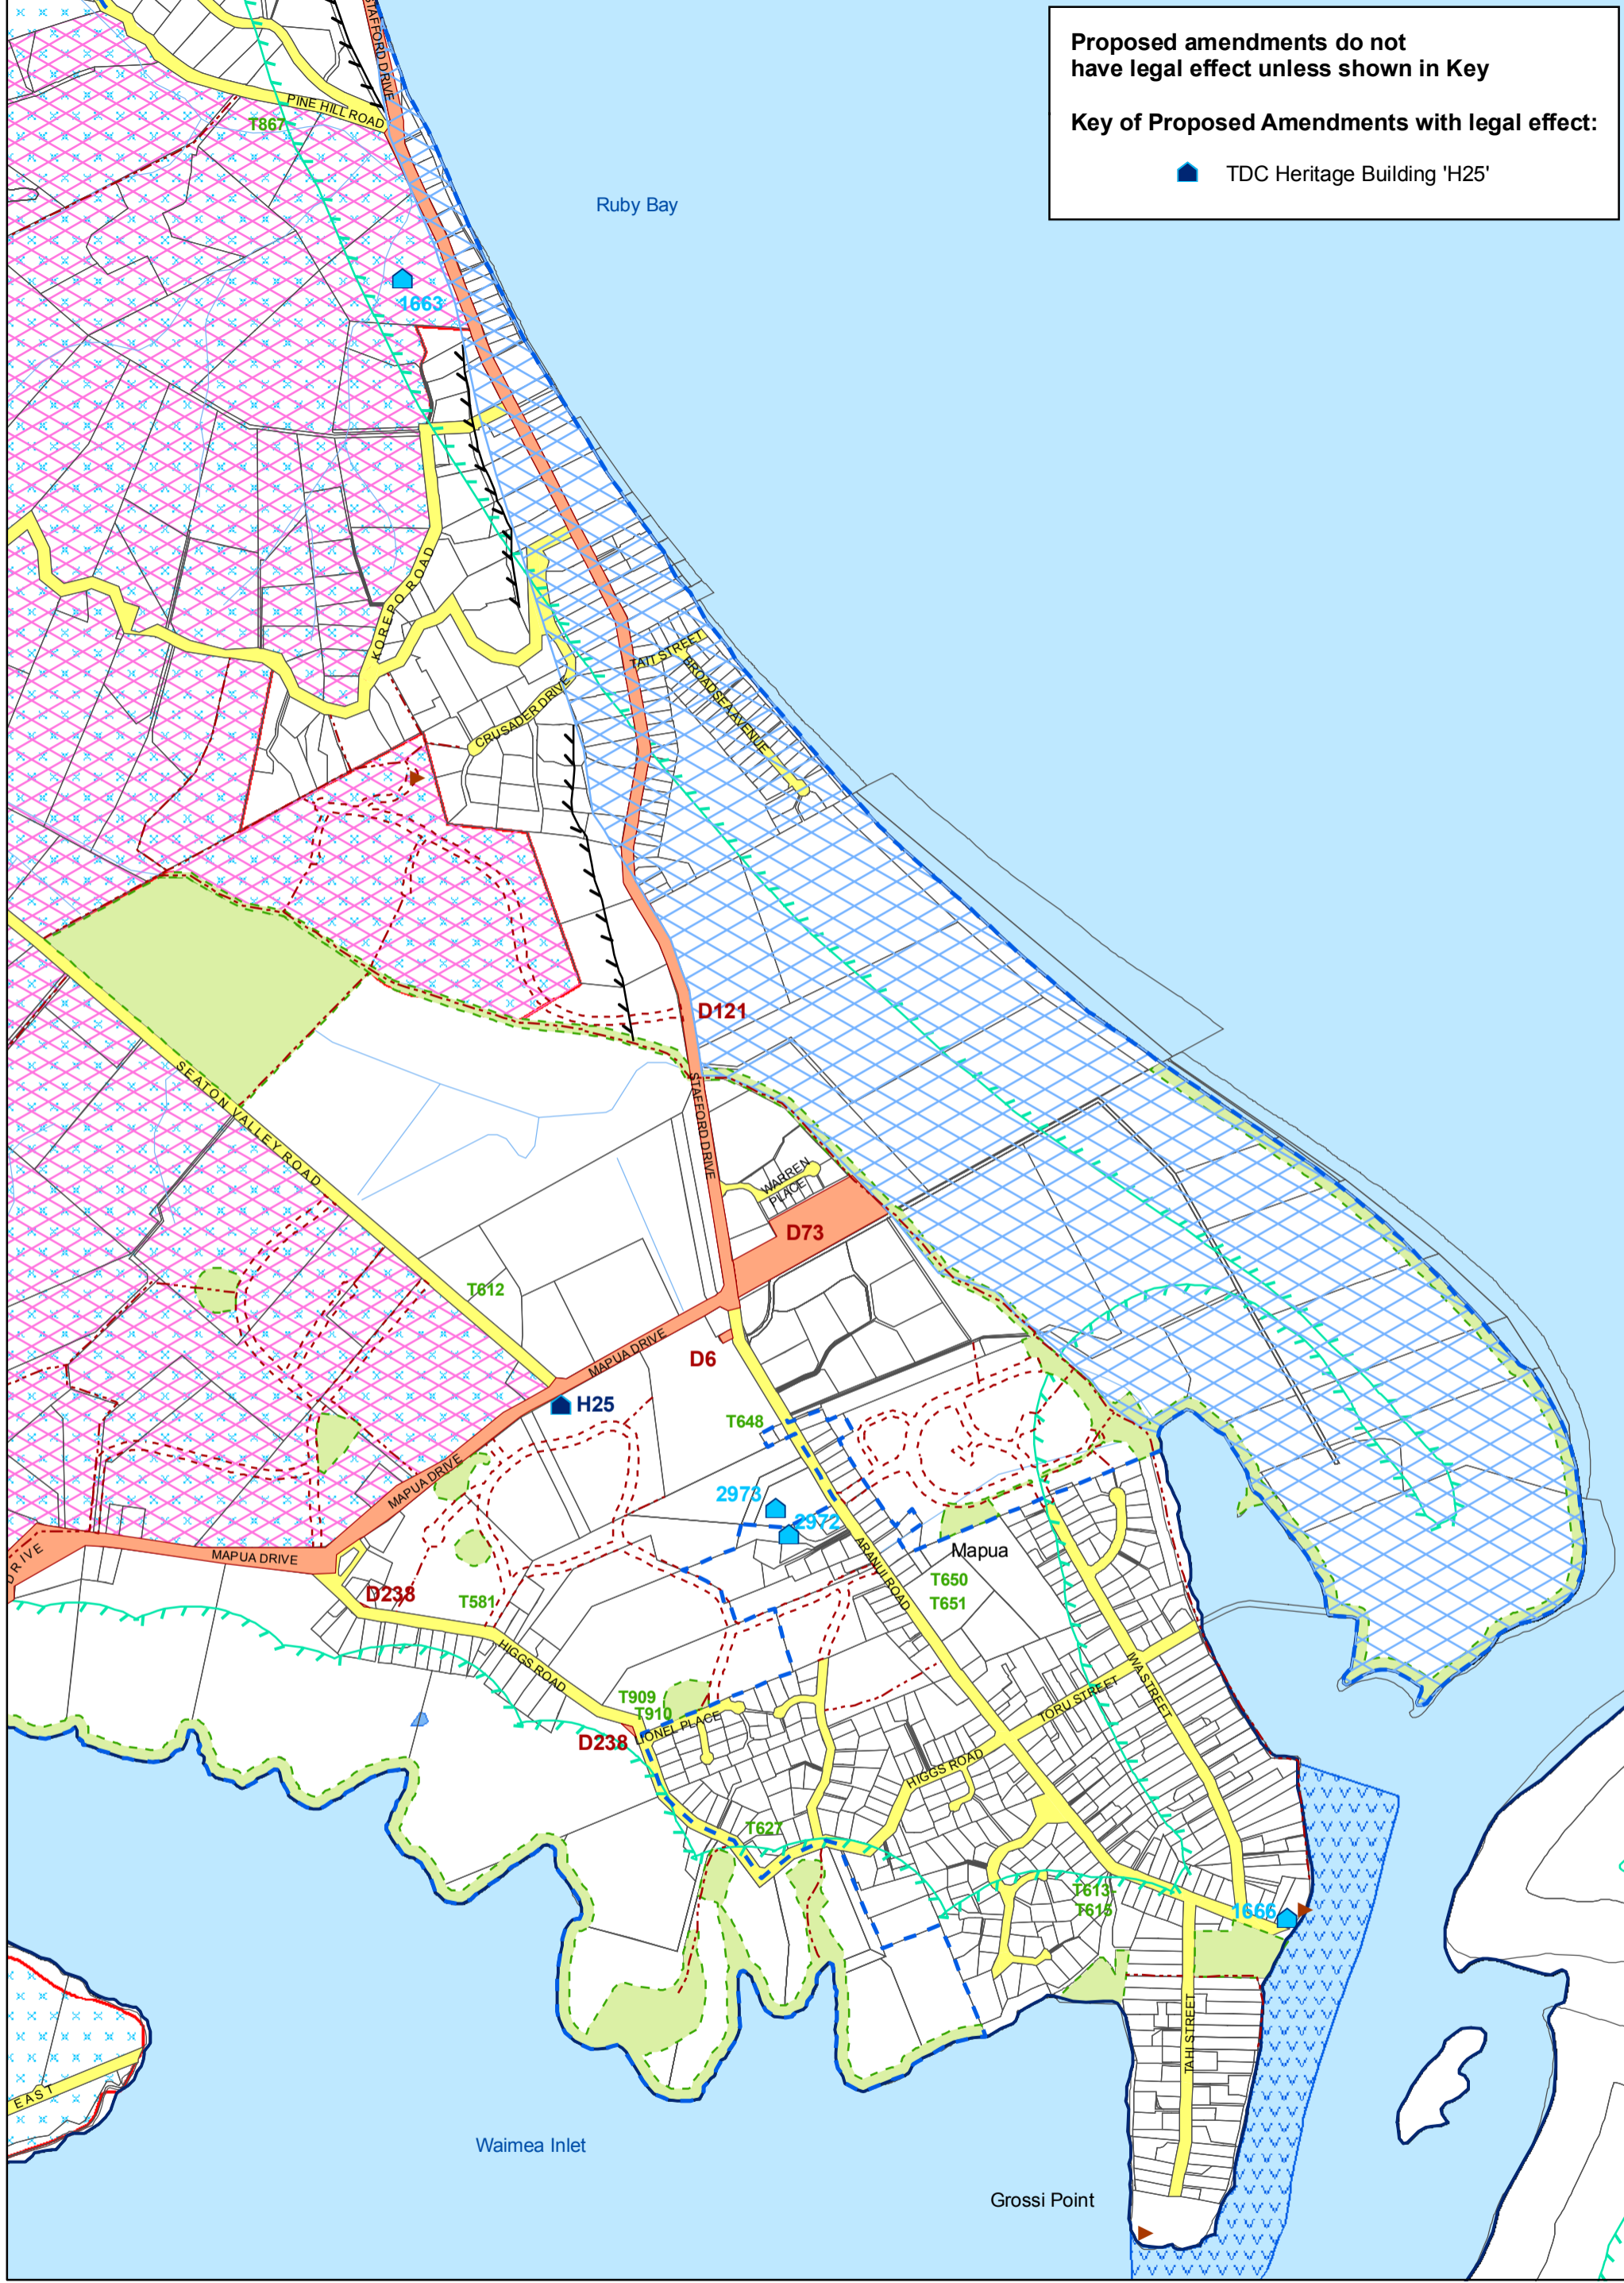 Proposed amendments do not
have legal effect unless shown in Key
Key of Proposed Amendments with legal effect:
TDC Heritage Building 'H25'
STAFFORD DRIVE
PINE HILL ROAD
T867
Ruby Bay
1663
KOREPO ROAD
TAIT STREET
BROADSEA AVENUE
CRUSADER DRIVE
D121
SEATON VALLEY ROAD
STAFFORD DRIVE
WARREN
PLACE
D73
T612
MAPUA DRIVE
D6
H25
T648
MAPUA DRIVE
2973
2972
ARANUI ROAD
Mapua
DRIVE
MAPUA DRIVE
D238
T581
T650
T651
HIGGS ROAD
IWA STREET
TORU STREET
T909
T910
IONEL PLACE
D238
HIGGS ROAD
T627
T613-
T615
1666
TAHI STREET
EAST
Waimea Inlet
Grossi Point